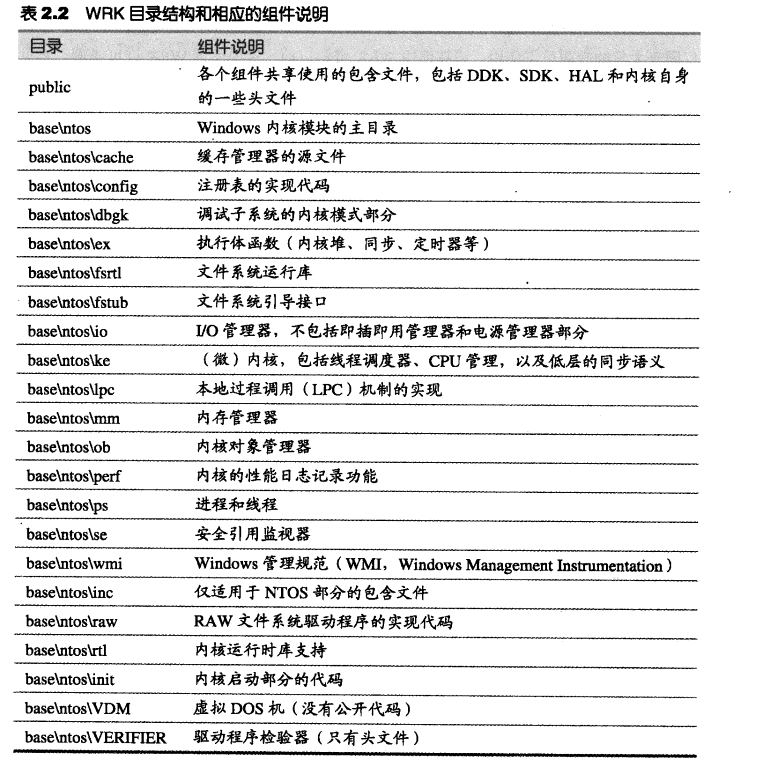 表 2.2 WRK 目录结构和相应的组件说明
目录 组件说明
public 各个组件共享使用的包含文件，包括 DDK、SDK、HAL 和内核自身
的一些头文件
base\ntos Windows 内核模块的主目录
base\ntos\cache 缓存管理器的源文件
base\ntos\config 注册表的实现代码
base\ntos\dbgk 调试子系统的内核模式部分
base\ntos\ex 执行体函数（内核堆、同步、定时器等）
base\ntos\fsrtl 文件系统运行库
base\ntos\fstub 文件系统引导接口
base\ntos\io I/O 管理器，不包括即插即用管理器和电源管理器部分
base\ntos\ke （微）内核，包括线程调度器、CPU 管理，以及低层的同步语义
base\ntos\lpc 本地过程调用（LPC）机制的实现
base\ntos\mm 内存管理器
base\ntos\ob 内核对象管理器
base\ntos\perf 内核的性能日志记录功能
base\ntos\ps 进程和线程
base\ntos\se 安全引用监视器
base\ntos\wmi Windows 管理规范（WMI，Windows Management Instrumentation）
base\ntos\inc 仅适用于 NTOS 部分的包含文件
base\ntos\raw RAW 文件系统驱动程序的实现代码
base\ntos\rtl 内核运行时库支持
base\ntos\init 内核启动部分的代码
base\ntos\VDM 虚拟 DOS 机（没有公开代码）
base\ntos\VERIFIER 驱动程序检验器（只有头文件）